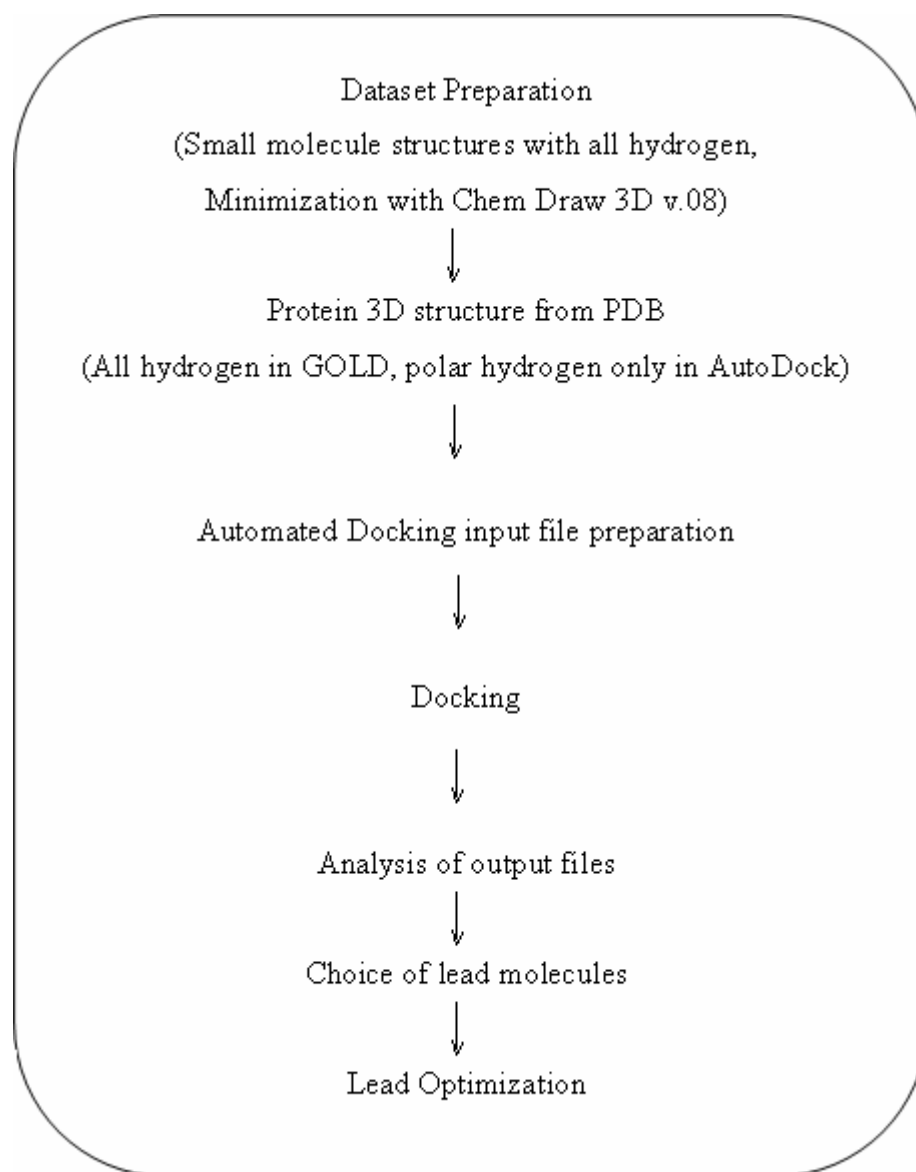 Dataset Preparation
(Small molecule structures with all hydrogen,
Minimization with Chem Draw 3D v.08)
Protein 3D structure from PDB
(All hydrogen in GOLD, polar hydrogen only in AutoDock)
Automated Docking input file preparation
Docking
Analysis of output files
Choice of lead molecules
Lead Optimization